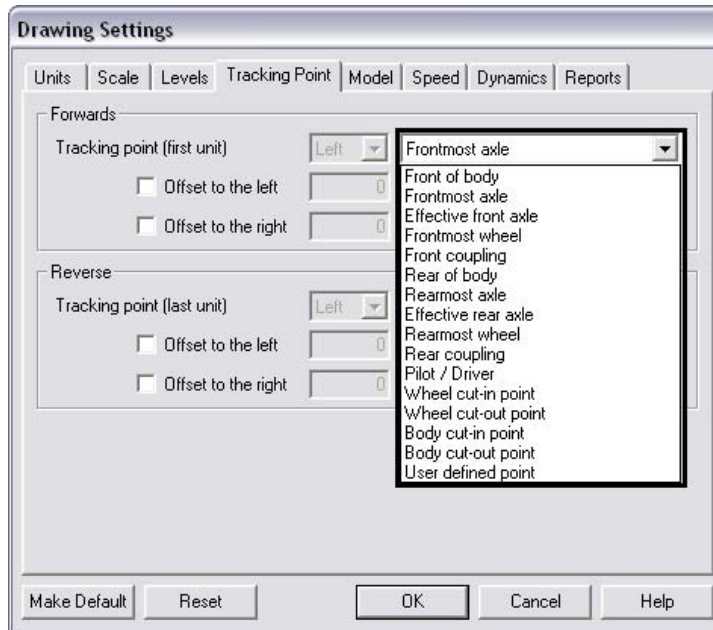 Drawing Settings
Units Scale Levels Tracking Point Model Speed Dynamics Reports
Forwards
Tracking point (first unit) Left Frontmost axle
Offset to the left 0
Offset to the right 0
Front of body
Frontmost axle
Effective front axle
Frontmost wheel
Front coupling
Rear of body
Rearmost axle
Effective rear axle
Rearmost wheel
Rear coupling
Pilot / Driver
Wheel cut-in point
Wheel cut-out point
Body cut-in point
Body cut-out point
User defined point
Reverse
Tracking point (last unit) Left
Offset to the left 0
Offset to the right 0
Make Default Reset OK Cancel Help